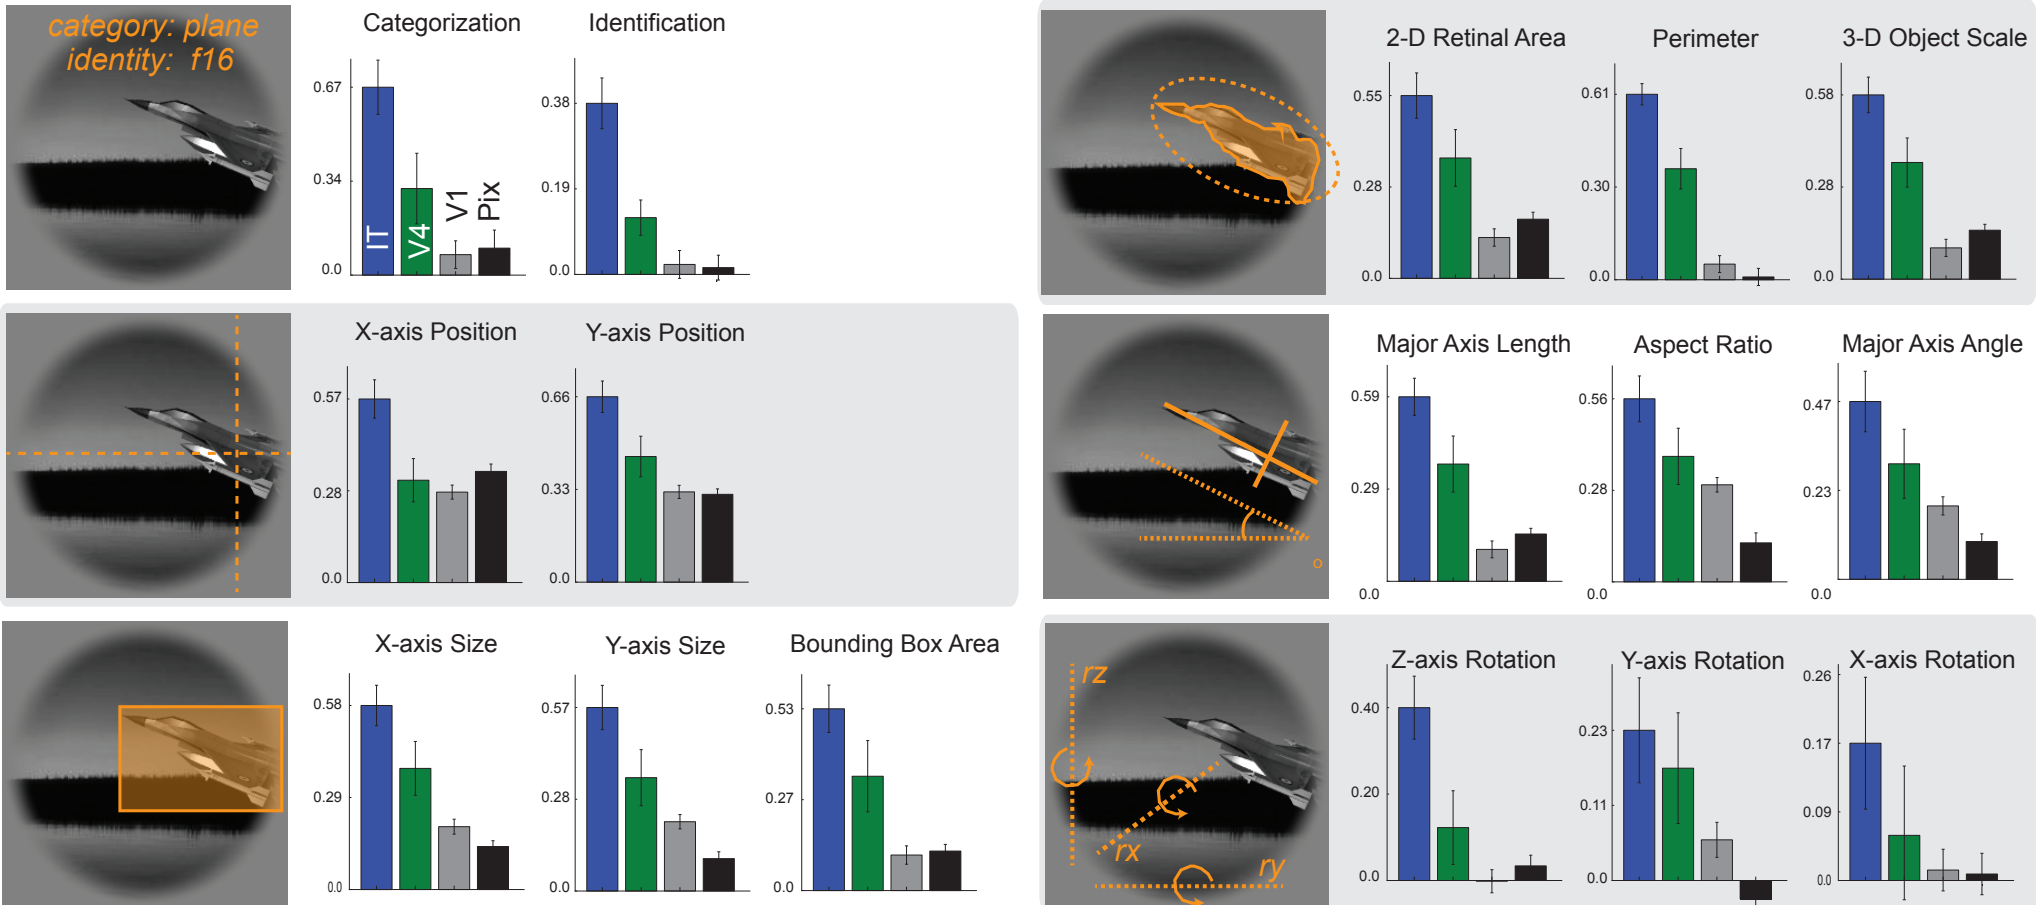 category: plane
identity: f16
Categorization
0.67
0.34
0.0
IT
V4
V1
Pix
Identification
0.38
0.19
0.0
2-D Retinal Area
0.55
0.28
0.0
Perimeter
0.61
0.30
0.0
3-D Object Scale
0.58
0.28
0.0
X-axis Position
0.57
0.28
0.0
Y-axis Position
0.66
0.33
0.0
Major Axis Length
0.59
0.29
0.0
Aspect Ratio
0.56
0.28
0.0
Major Axis Angle
0.47
0.23
0.0
o
X-axis Size
0.58
0.29
0.0
Y-axis Size
0.57
0.28
0.0
Bounding Box Area
0.53
0.27
0.0
rz
rx
ry
Z-axis Rotation
0.40
0.20
0.0
Y-axis Rotation
0.23
0.11
0.0
X-axis Rotation
0.26
0.17
0.09
0.0